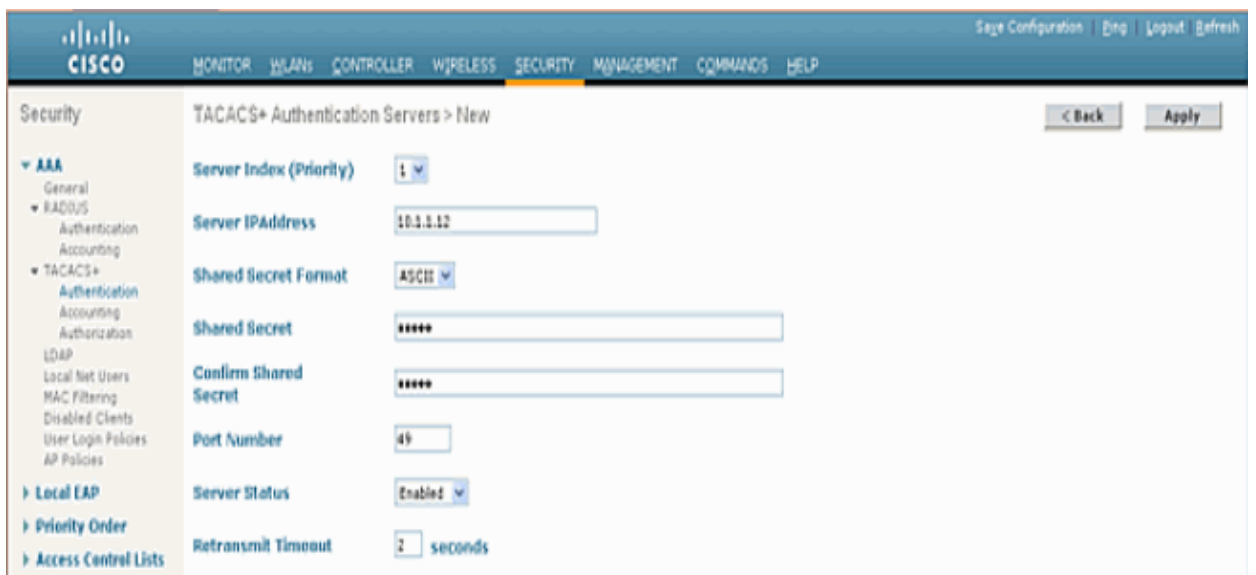 Save Configuration | Ping | Logout | Refresh
CISCO
MONITOR WLANs CONTROLLER WIRELESS SECURITY MANAGEMENT COMMANDS HELP
Security
TACACS+ Authentication Servers > New
< Back
Apply
AAA
General
RADIUS
Authentication
Accounting
TACACS+
Authentication
Accounting
Authorization
LDAP
Local Net Users
MAC Filtering
Disabled Clients
User Login Policies
AP Policies
Local EAP
Priority Order
Access Control Lists
Server Index (Priority) 1
Server IPAddress 10.1.1.12
Shared Secret Format ASCII
Shared Secret •••••
Confirm Shared
Secret •••••
Port Number 49
Server Status Enabled
Retransmit Timeout 2 seconds